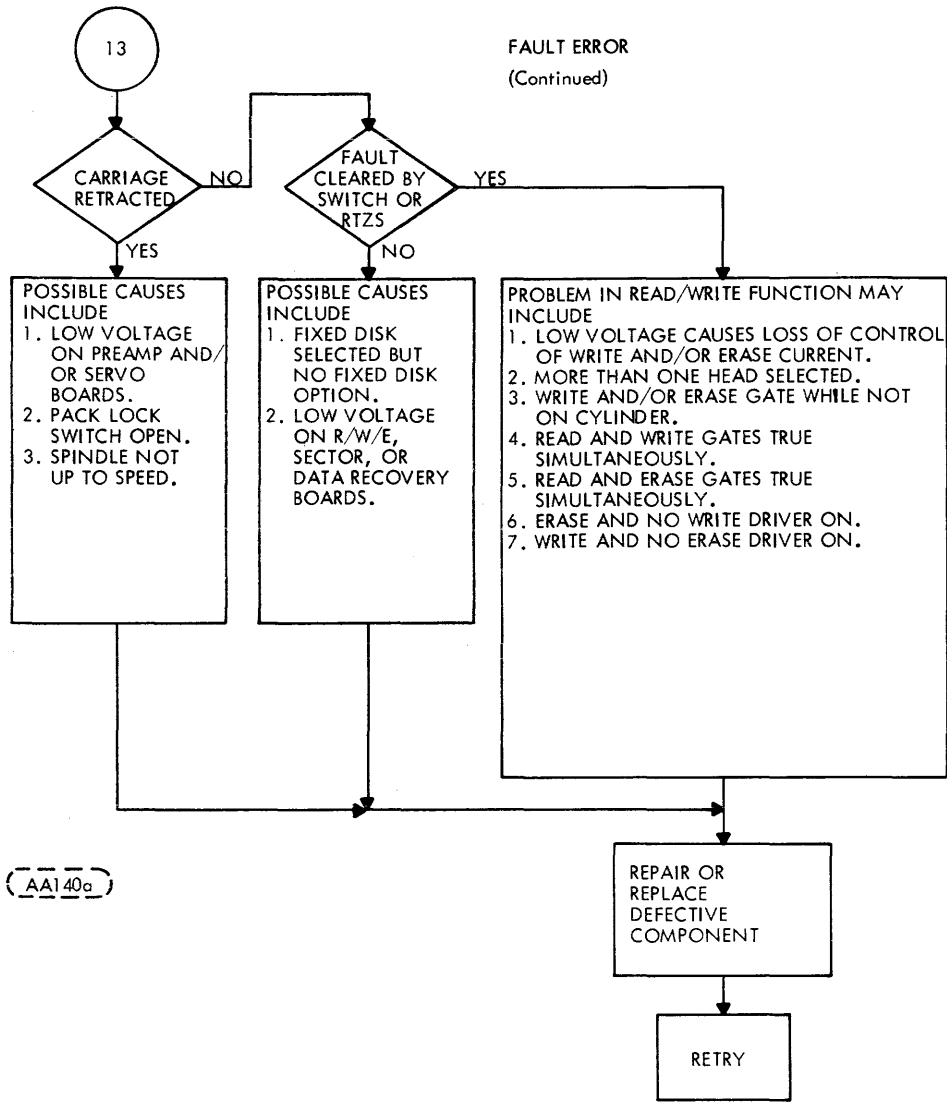 13
FAULT ERROR
(Continued)
CARRIAGE
RETRACTED
NO
YES
FAULT
CLEARED BY
SWITCH OR
RTZS
YES
NO
POSSIBLE CAUSES
INCLUDE
1. LOW VOLTAGE
ON PREAMP AND/
OR SERVO
BOARDS.
2. PACK LOCK
SWITCH OPEN.
3. SPINDLE NOT
UP TO SPEED.
POSSIBLE CAUSES
INCLUDE
1. FIXED DISK
SELECTED BUT
NO FIXED DISK
OPTION.
2. LOW VOLTAGE
ON R/W/E,
SECTOR, OR
DATA RECOVERY
BOARDS.
PROBLEM IN READ/WRITE FUNCTION MAY
INCLUDE
1. LOW VOLTAGE CAUSES LOSS OF CONTROL
OF WRITE AND/OR ERASE CURRENT.
2. MORE THAN ONE HEAD SELECTED.
3. WRITE AND/OR ERASE GATE WHILE NOT
ON CYLINDER.
4. READ AND WRITE GATES TRUE
SIMULTANEOUSLY.
5. READ AND ERASE GATES TRUE
SIMULTANEOUSLY.
6. ERASE AND NO WRITE DRIVER ON.
7. WRITE AND NO ERASE DRIVER ON.
AA140a
REPAIR OR
REPLACE
DEFECTIVE
COMPONENT
RETRY